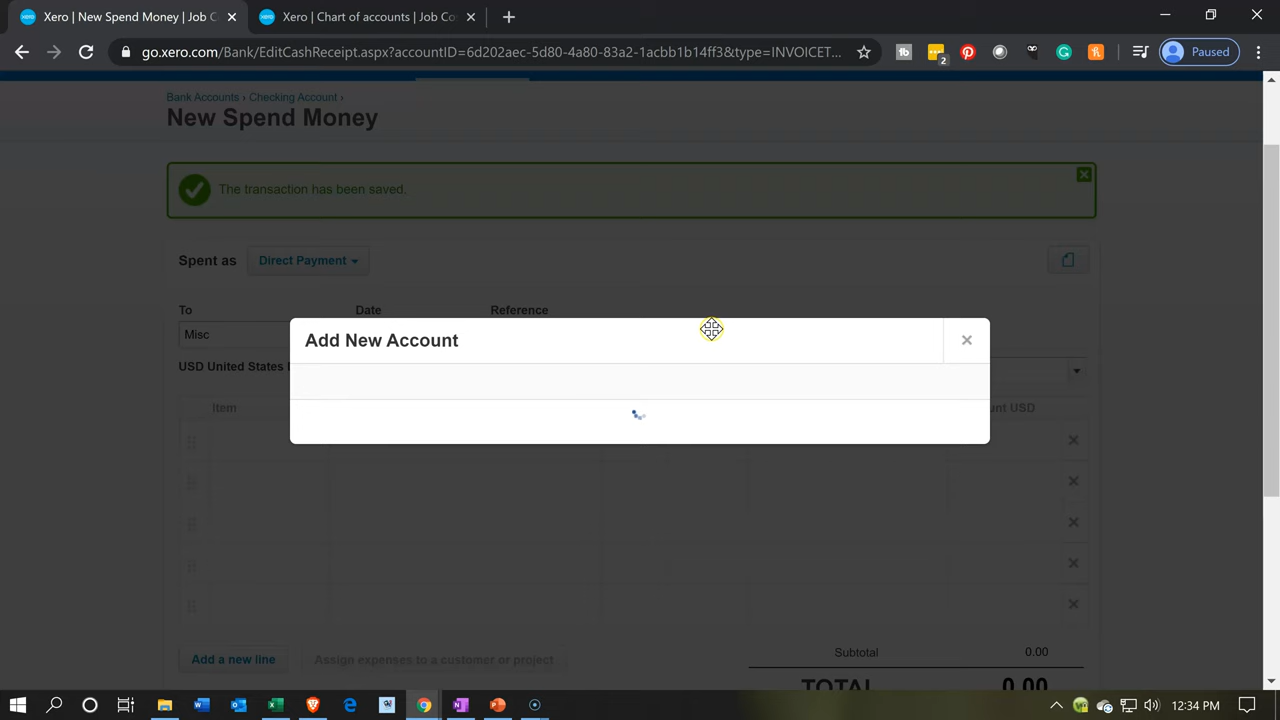 Xero | New Spend Money | Job C
Xero | Chart of accounts | Job Co
go.xero.com/Bank/EditCashReceipt.aspx?accountID=6d202aec-5d80-4a80-83a2-1acbb1b14ff3&type=INVOICET...
2
Paused
Bank Accounts › Checking Account ›
New Spend Money
The transaction has been saved.
Spent as
Direct Payment
To
Date
Reference
Misc
Add New Account
USD United States
Item
unt USD
Add a new line
Assign expenses to a customer or project
Subtotal
0.00
TOTAL
0.00
12:34 PM